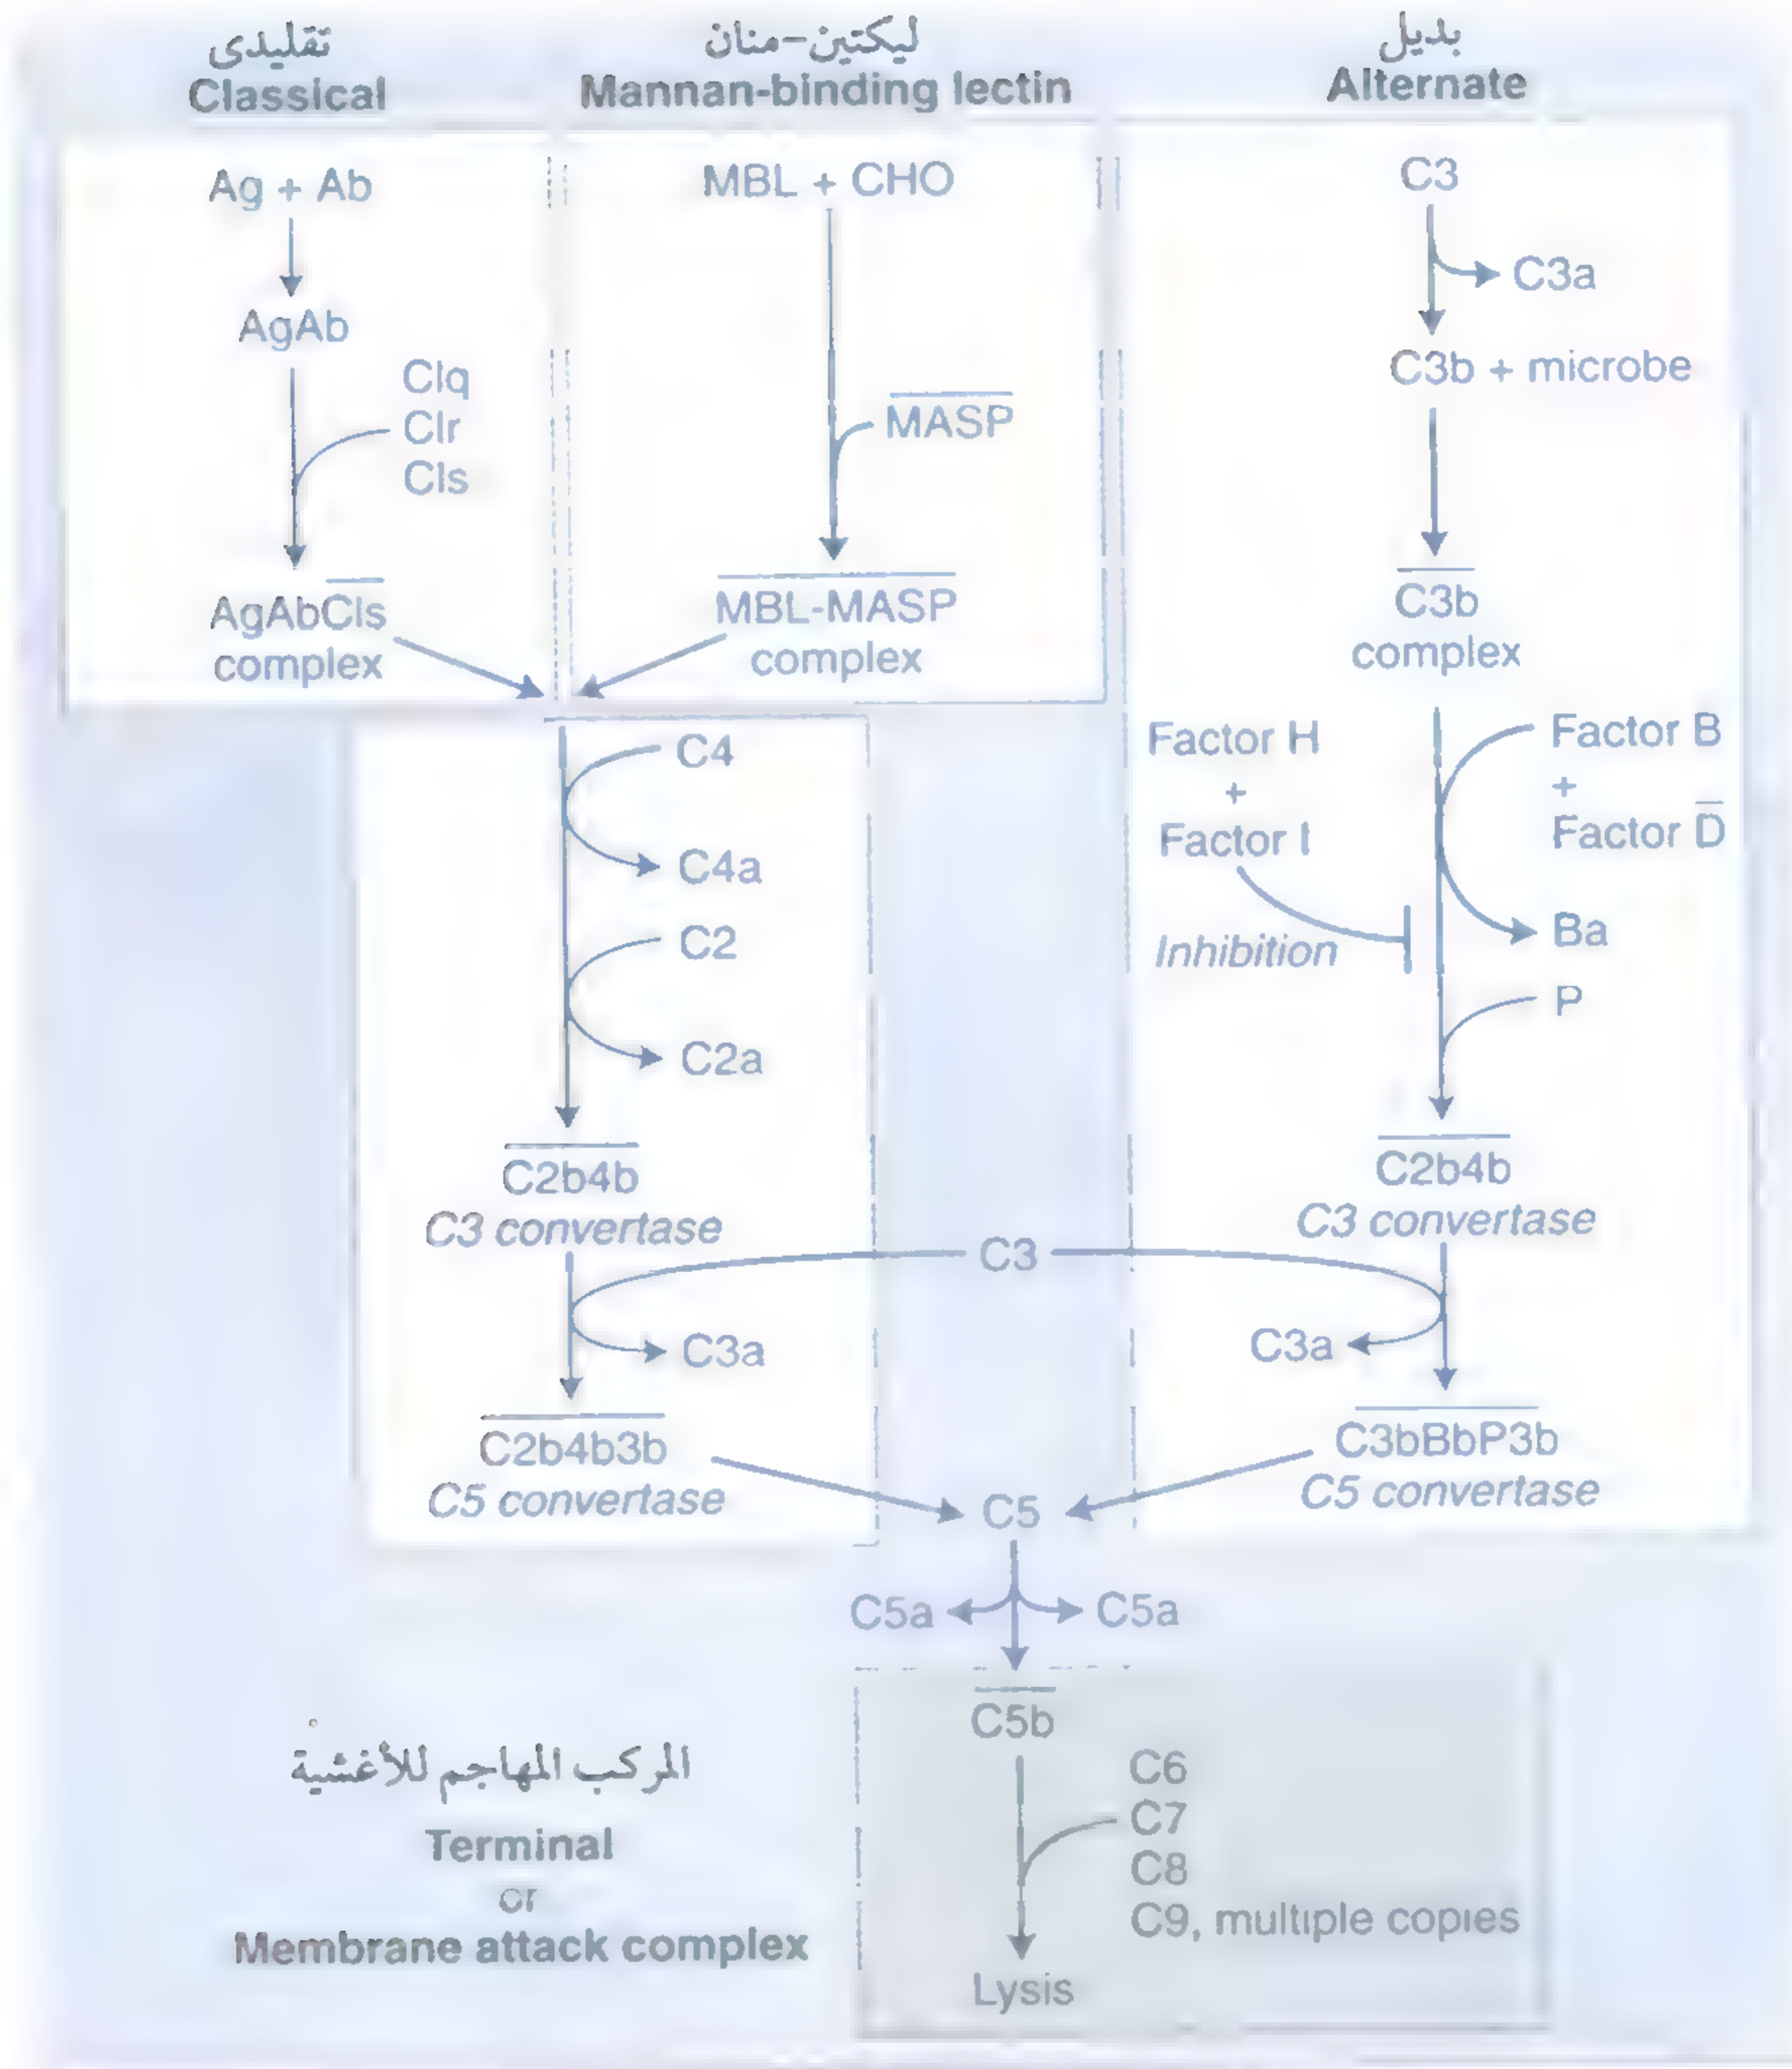 تقليدى
Classical
ليكتين-منان
Mannan-binding lectin
بديل
Alternate
Ag + Ab
AgAb
Clq
Clr
Cls
AgAbCls
complex
MBL + CHO
MASP
MBL-MASP
complex
C3
C3a
C3b + microbe
C3b
complex
C4
C4a
C2
C2a
C2b4b
C3 convertase
Factor H
+
Factor I
Inhibition
Factor B
+
Factor D
Ba
P
C2b4b
C3 convertase
C3
C3a
C3a
C2b4b3b
C5 convertase
C3bBbP3b
C5 convertase
C5
C5a
C5a
C5b
C6
C7
C8
C9, multiple copies
Lysis
المركب المهاجم للأغشية
Terminal
or
Membrane attack complex